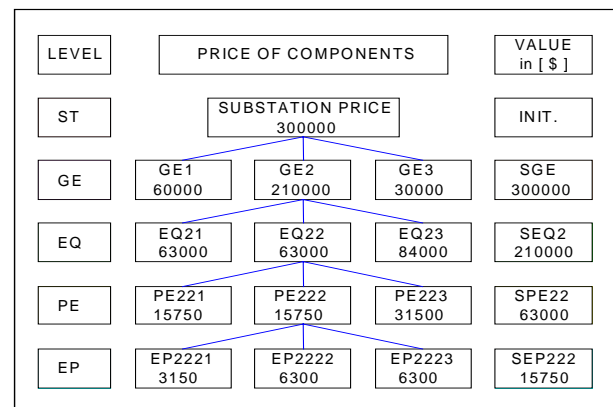 LEVEL PRICE OF COMPONENTS VALUE
in [ $ ]
ST SUBSTATION PRICE INIT.
300000
GE GE1 GE2 GE3 SGE
60000 210000 30000 300000
EQ EQ21 EQ22 EQ23 SEQ2
63000 63000 84000 210000
PE PE221 PE222 PE223 SPE22
15750 15750 31500 63000
EP EP2221 EP2222 EP2223 SEP222
3150 6300 6300 15750